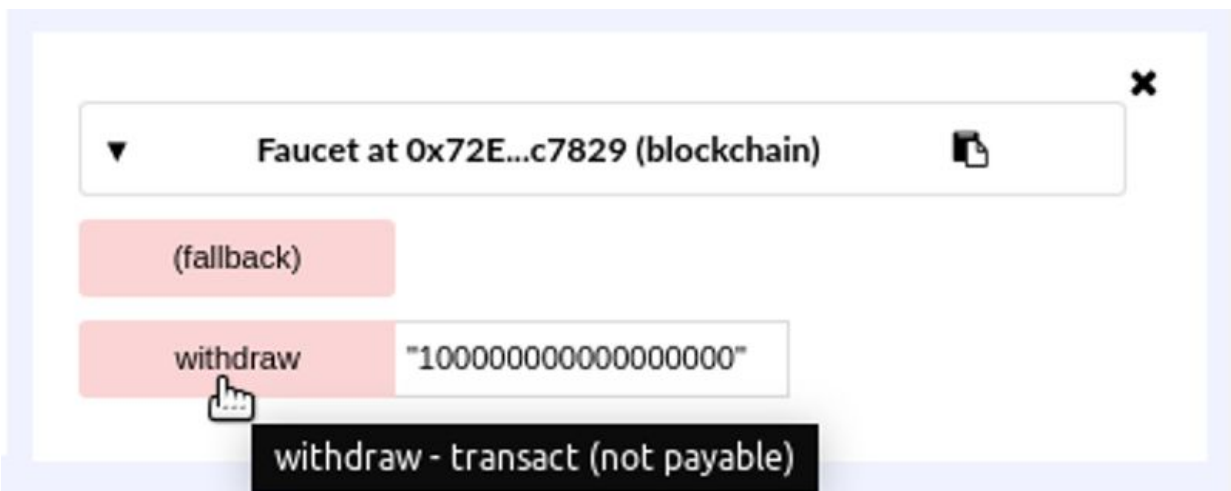 Faucet at 0x72E...c7829 (blockchain)
(fallback)
withdraw "100000000000000000"
withdraw - transact (not payable)